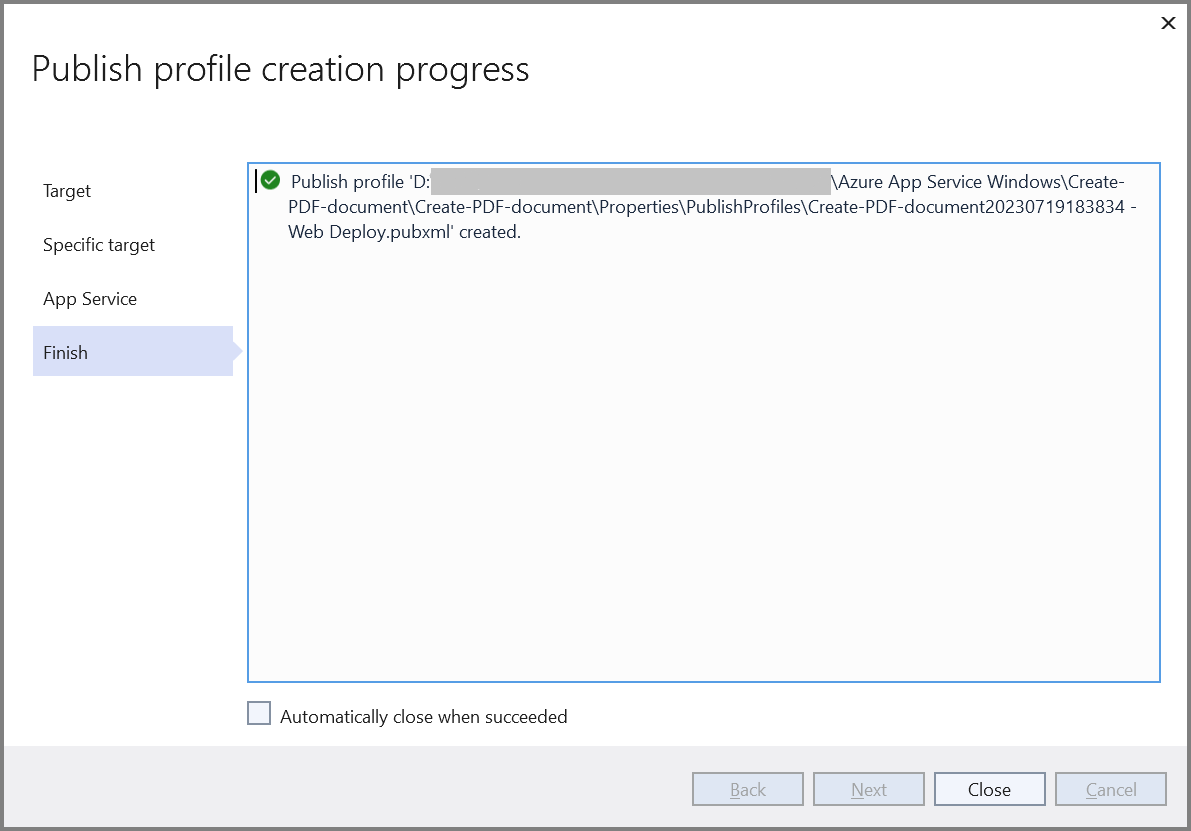 Publish profile creation progress
Target
Specific target
App Service
Finish
Publish profile 'D:\Azure App Service Windows\Create-
PDF-document\Create-PDF-document\Properties\PublishProfiles\Create-PDF-document20230719183834 -
Web Deploy.pubxml' created.
Automatically close when succeeded
Back
Next
Close
Cancel